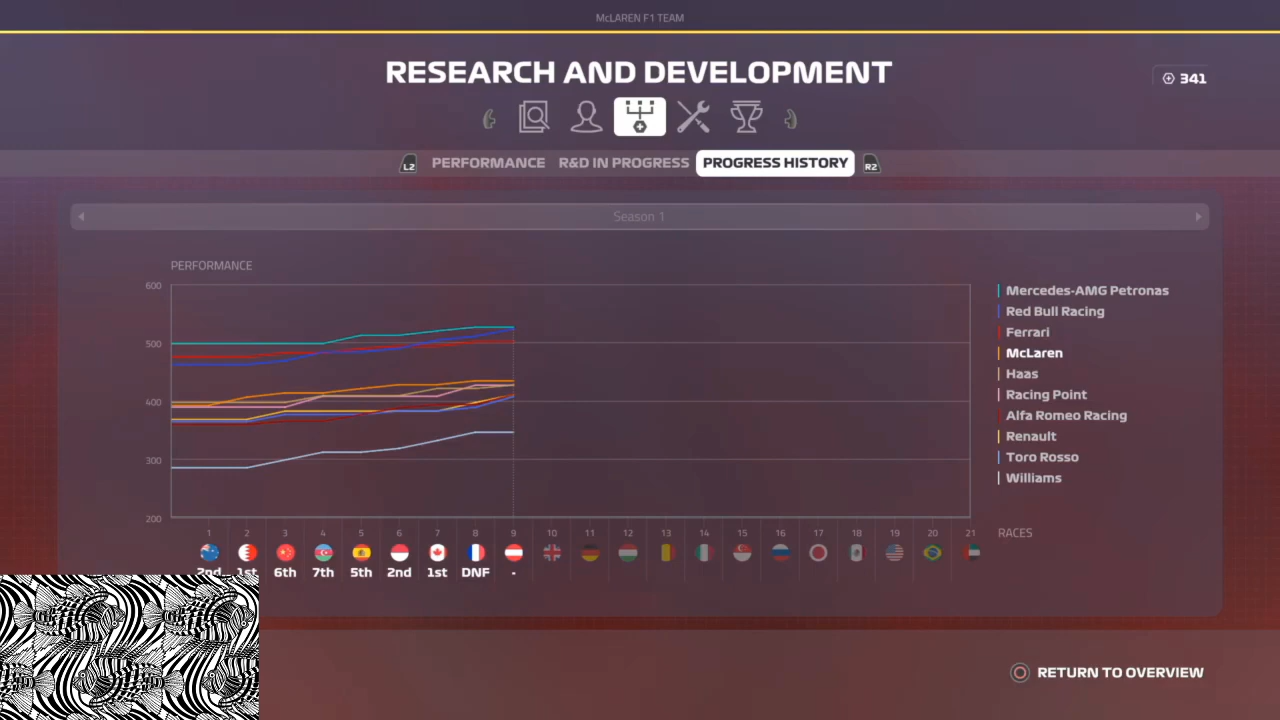 McLAREN F1 TEAM
RESEARCH AND DEVELOPMENT
341
L2 PERFORMANCE R&D IN PROGRESS PROGRESS HISTORY R2
Season 1
PERFORMANCE
600
500
400
300
200
Mercedes-AMG Petronas
Red Bull Racing
Ferrari
McLaren
Haas
Racing Point
Alfa Romeo Racing
Renault
Toro Rosso
Williams
1 2 3 4 5 6 7 8 9 10 11 12 13 14 15 16 17 18 19 20 21 RACES
2nd 1st 6th 7th 5th 2nd 1st DNF -
RETURN TO OVERVIEW